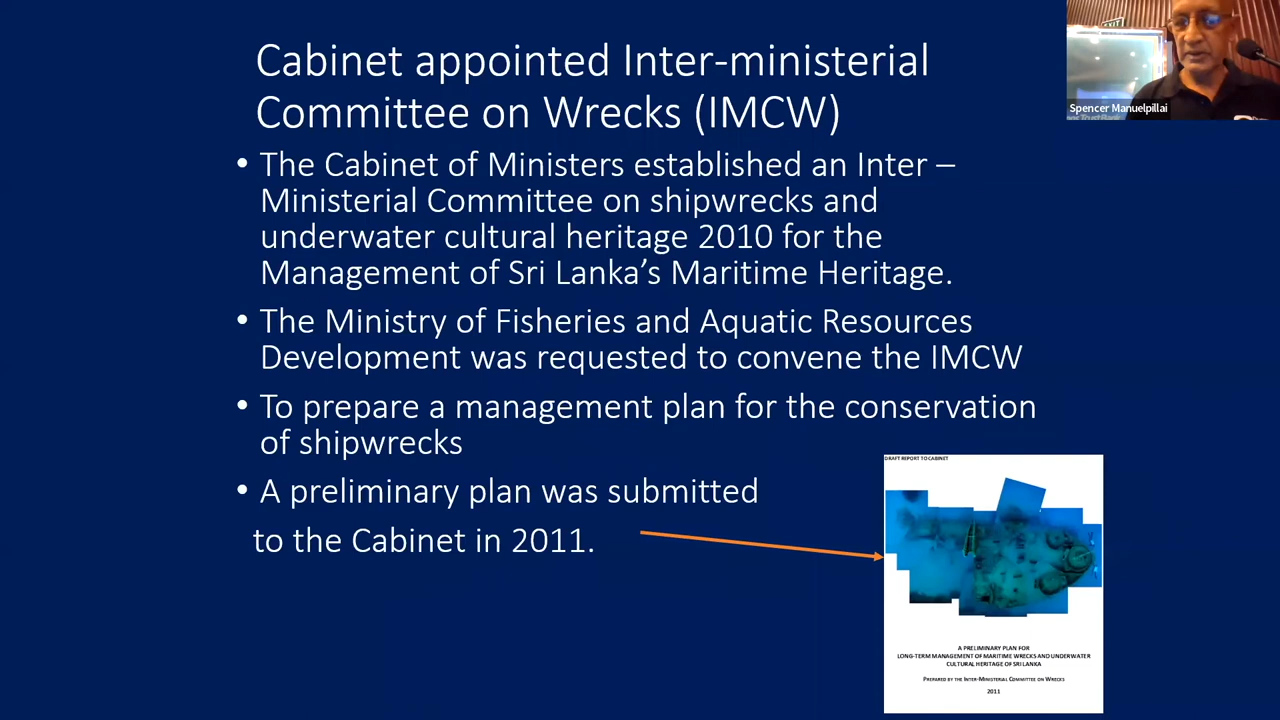 Cabinet appointed Inter-ministerial
Committee on Wrecks (IMCW)
• The Cabinet of Ministers established an Inter –
Ministerial Committee on shipwrecks and
underwater cultural heritage 2010 for the
Management of Sri Lanka’s Maritime Heritage.
• The Ministry of Fisheries and Aquatic Resources
Development was requested to convene the IMCW
• To prepare a management plan for the conservation
of shipwrecks
• A preliminary plan was submitted
to the Cabinet in 2011.
EXIT
Spencer Manuelpillai
Trust Bank
DRAFT REPORT TO CABINET
A PRELIMINARY PLAN FOR
LONG-TERM MANAGEMENT OF MARITIME WRECKS AND UNDERWATER
CULTURAL HERITAGE OF SRI LANKA
PREPARED BY THE INTER-MINISTERIAL COMMITTEE ON WRECKS
2011